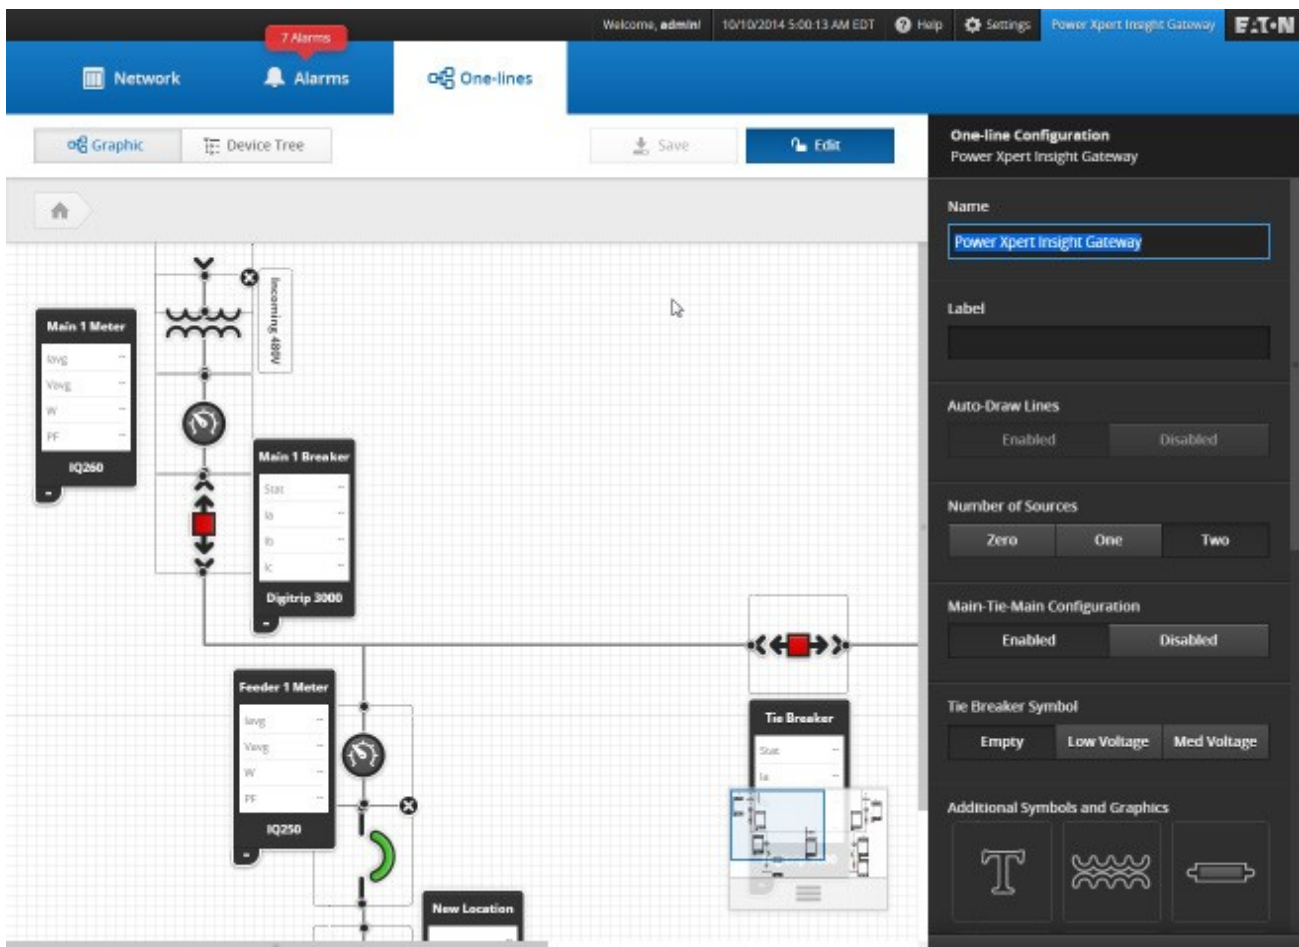 Welcome, admin!
10/10/2014 5:00:13 AM EDT
Help
Settings
Power Xpert Insight Gateway
EATON
7 Alarms
Network
Alarms
One-lines
Graphic
Device Tree
Save
Edit
One-line Configuration
Power Xpert Insight Gateway
Name
Power Xpert Insight Gateway
Label
Auto-Draw Lines
Enabled
Disabled
Number of Sources
Zero
One
Two
Main-Tie-Main Configuration
Enabled
Disabled
Tie Breaker Symbol
Empty
Low Voltage
Med Voltage
Additional Symbols and Graphics
T
Incoming 480V
Main 1 Meter
Iavg --
Vavg --
W --
PF --
IQ260
Main 1 Breaker
Stat --
Ia --
Ib --
Ic --
Digitrip 3000
Feeder 1 Meter
Iavg --
Vavg --
W --
PF --
IQ250
Tie Breaker
Stat --
Ia --
New Location